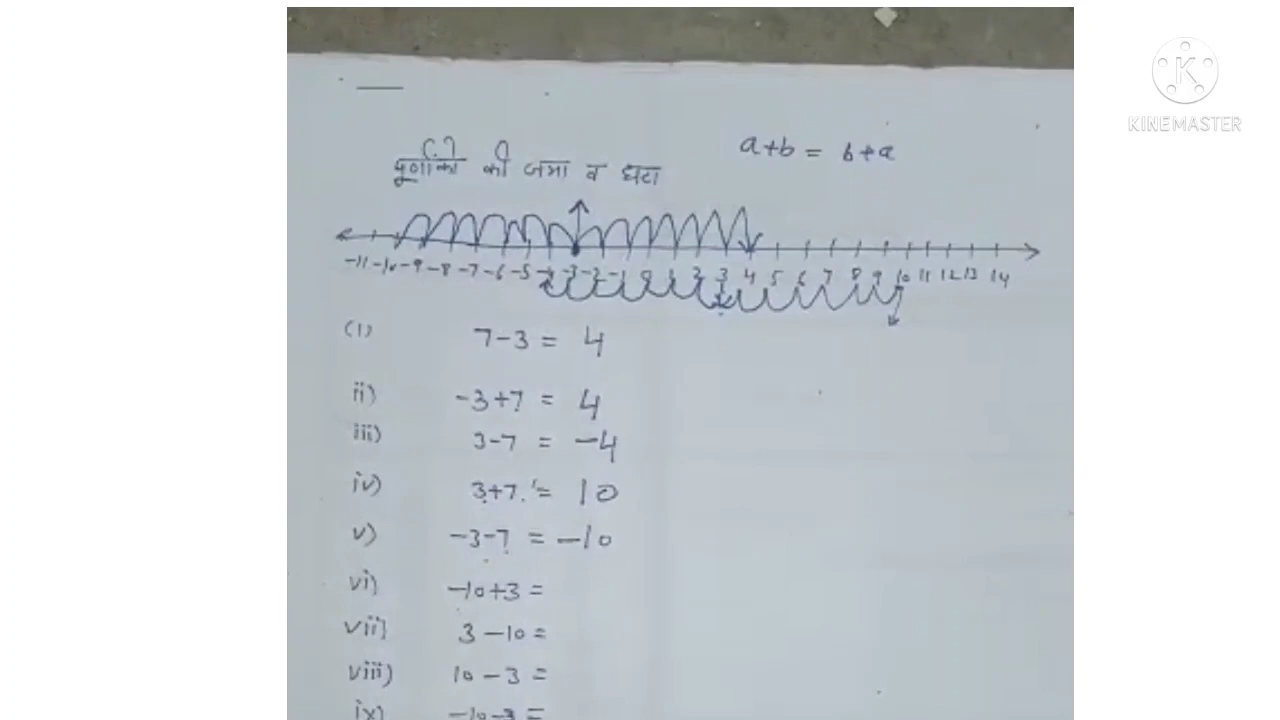 a+b = b+a
पूर्णांकों की जमा व घटा
-11 -10 -9 -8 -7 -6 -5 -4 -3 -2 -1 0 1 2 3 4 5 6 7 8 9 10 11 12 13 14
(i) 7-3 = 4
ii) -3+7 = 4
iii) 3-7 = -4
iv) 3+7 = 10
v) -3-7 = -10
vi) -10+3 =
vii) 3-10 =
viii) 10-3 =
ix) -10-3 =
K
KINEMASTER